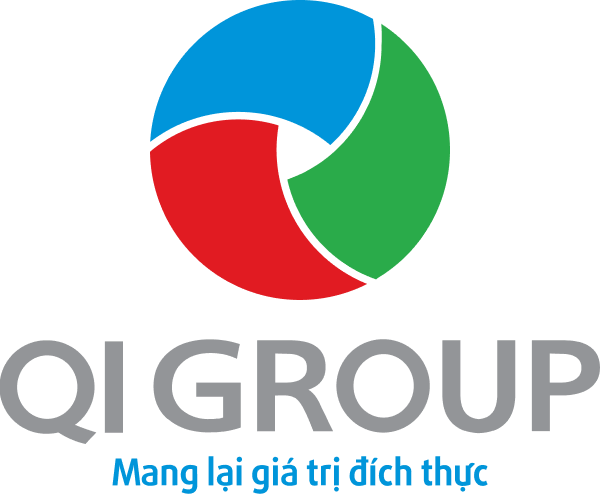 QI GROUP
Mang lại giá trị đích thực